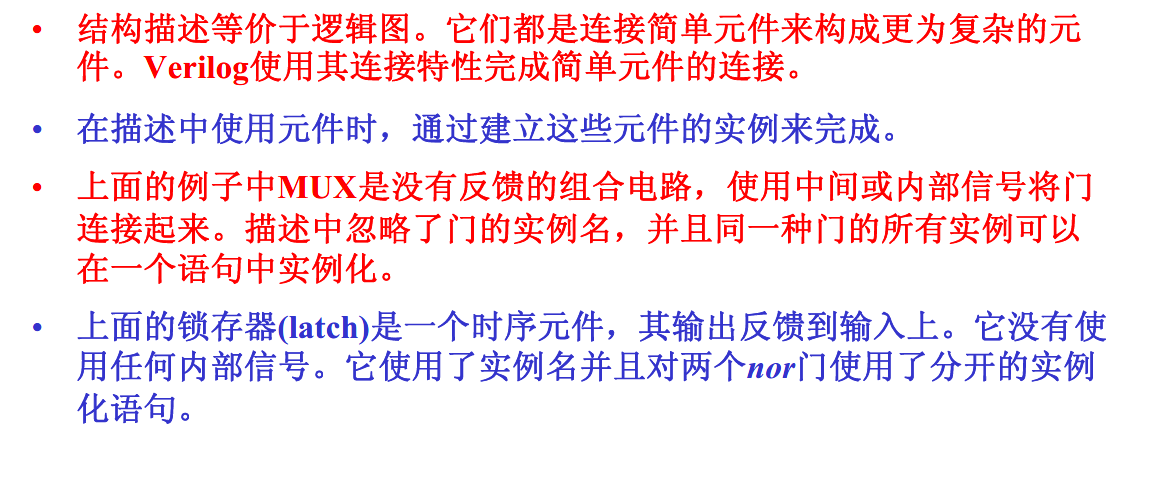 • 结构描述等价于逻辑图。它们都是连接简单元件来构成更为复杂的元
件。Verilog使用其连接特性完成简单元件的连接。
• 在描述中使用元件时，通过建立这些元件的实例来完成。
• 上面的例子中MUX是没有反馈的组合电路，使用中间或内部信号将门
连接起来。描述中忽略了门的实例名，并且同一种门的所有实例可以
在一个语句中实例化。
• 上面的锁存器(latch)是一个时序元件，其输出反馈到输入上。它没有使
用任何内部信号。它使用了实例名并且对两个nor门使用了分开的实例
化语句。